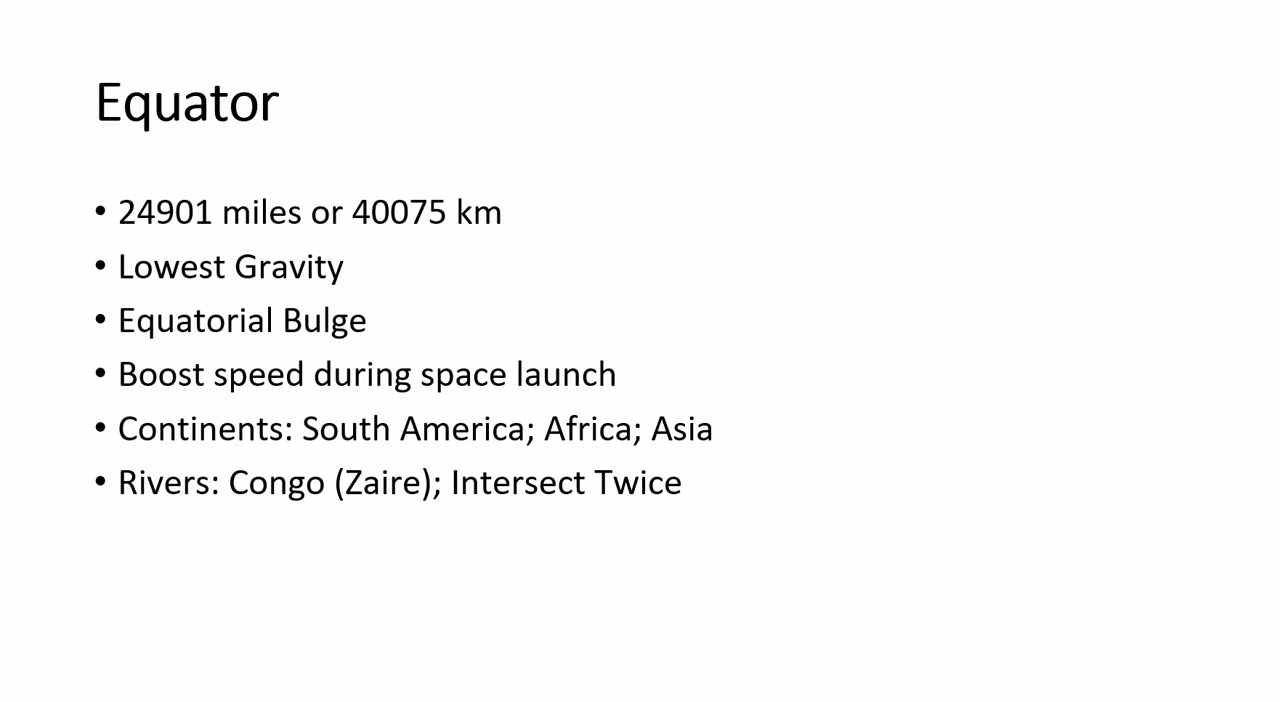 Equator
• 24901 miles or 40075 km
• Lowest Gravity
• Equatorial Bulge
• Boost speed during space launch
• Continents: South America; Africa; Asia
• Rivers: Congo (Zaire); Intersect Twice